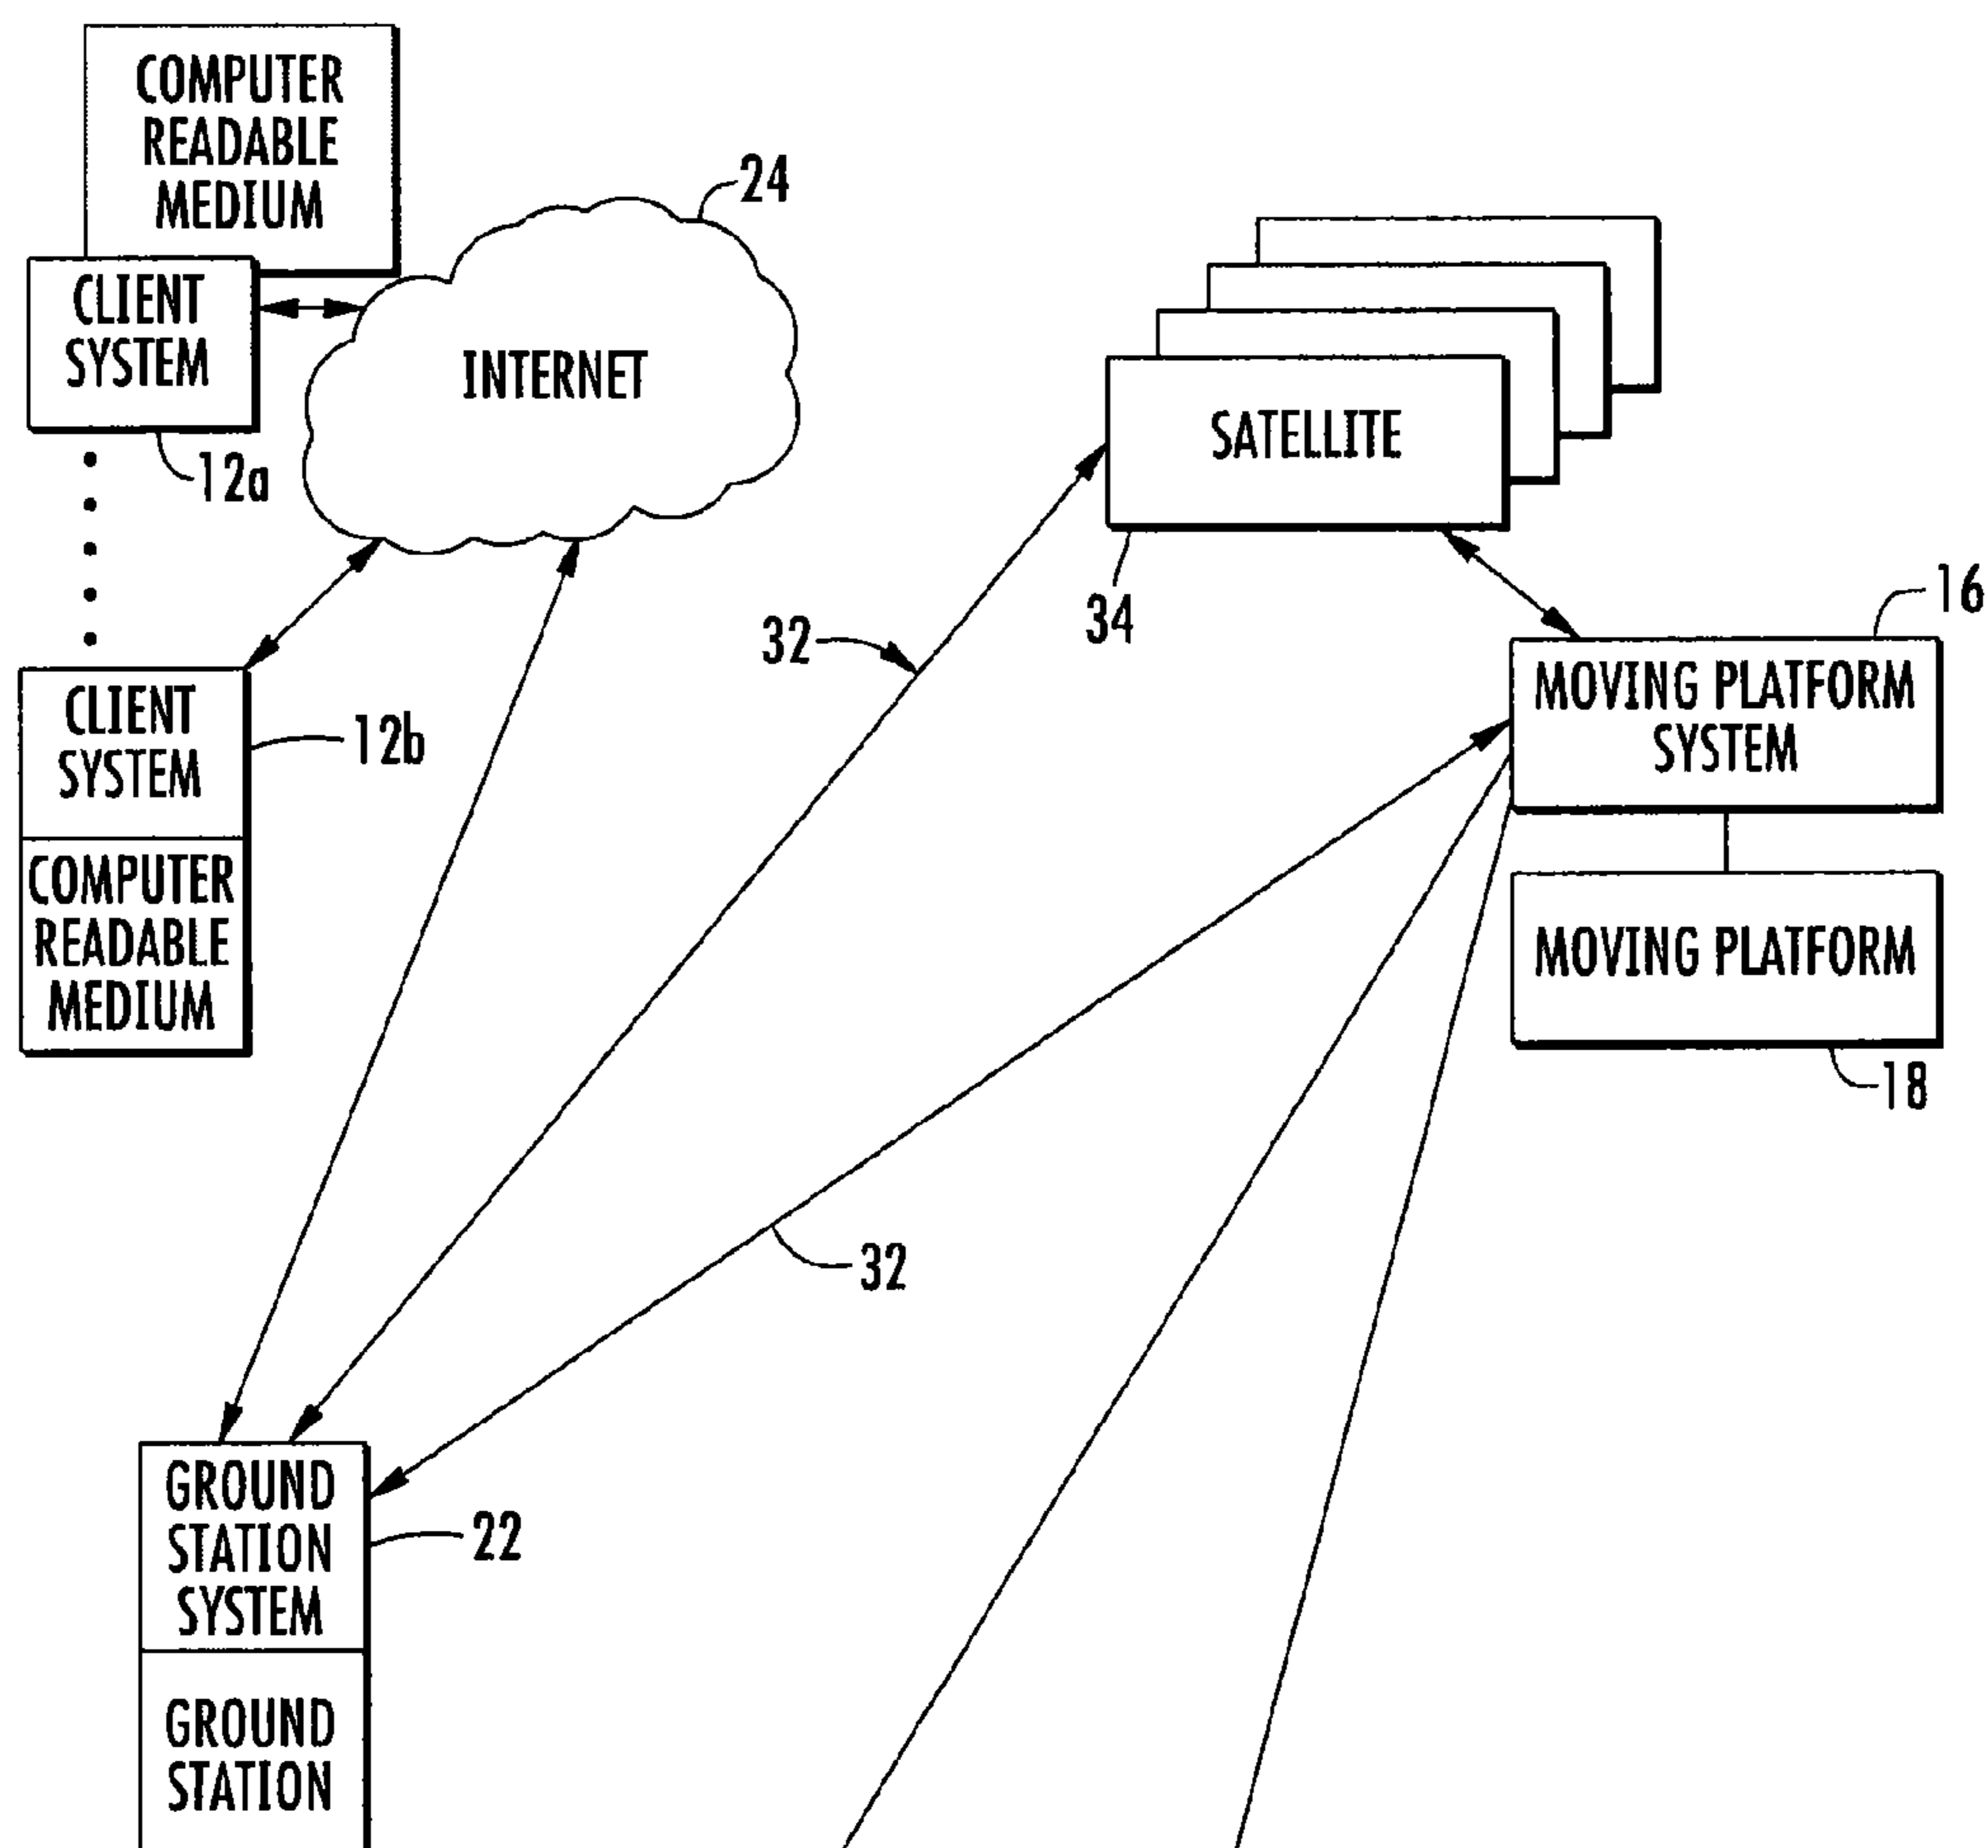 COMPUTER
READABLE
MEDIUM
24
CLIENT
SYSTEM
INTERNET
SATELLITE
12a
34
16
32
MOVING PLATFORM
SYSTEM
CLIENT
SYSTEM
12b
COMPUTER
READABLE
MEDIUM
MOVING PLATFORM
18
32
GROUND
STATION
SYSTEM
22
GROUND
STATION